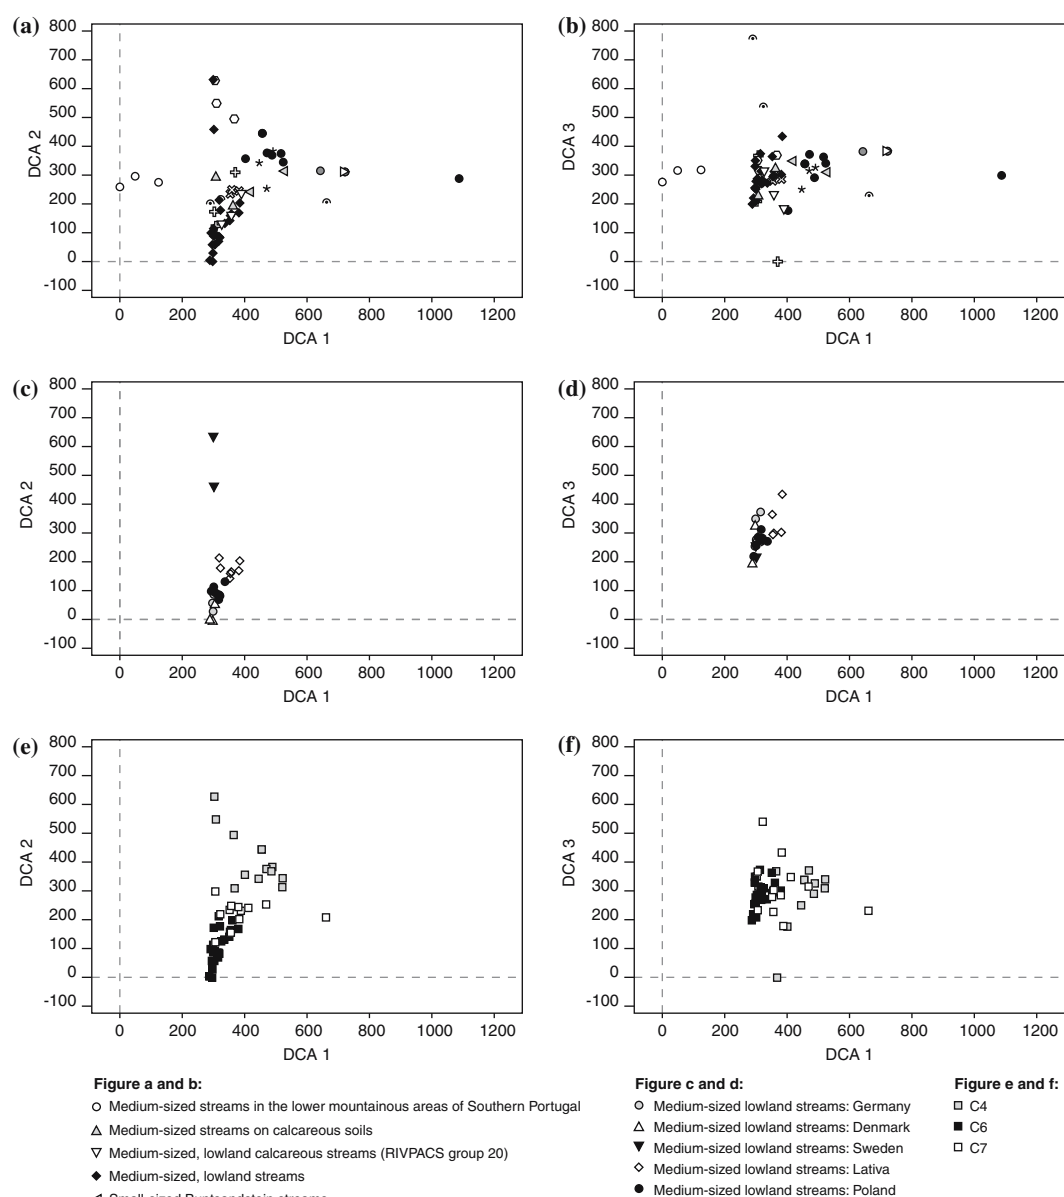 (a)
800
700
600
500
400
300
200
100
0
-100
DCA 2
0 200 400 600 800 1000 1200
DCA 1
(b)
800
700
600
500
400
300
200
100
0
-100
DCA 3
0 200 400 600 800 1000 1200
DCA 1
(c)
800
700
600
500
400
300
200
100
0
-100
DCA 2
0 200 400 600 800 1000 1200
DCA 1
(d)
800
700
600
500
400
300
200
100
0
-100
DCA 3
0 200 400 600 800 1000 1200
DCA 1
(e)
800
700
600
500
400
300
200
100
0
-100
DCA 2
0 200 400 600 800 1000 1200
DCA 1
(f)
800
700
600
500
400
300
200
100
0
-100
DCA 3
0 200 400 600 800 1000 1200
DCA 1
Figure a and b:
Medium-sized streams in the lower mountainous areas of Southern Portugal
Medium-sized streams on calcareous soils
Medium-sized, lowland calcareous streams (RIVPACS group 20)
Medium-sized, lowland streams
Figure c and d:
Medium-sized lowland streams: Germany
Medium-sized lowland streams: Denmark
Medium-sized lowland streams: Sweden
Medium-sized lowland streams: Lativa
Medium-sized lowland streams: Poland
Figure e and f:
C4
C6
C7